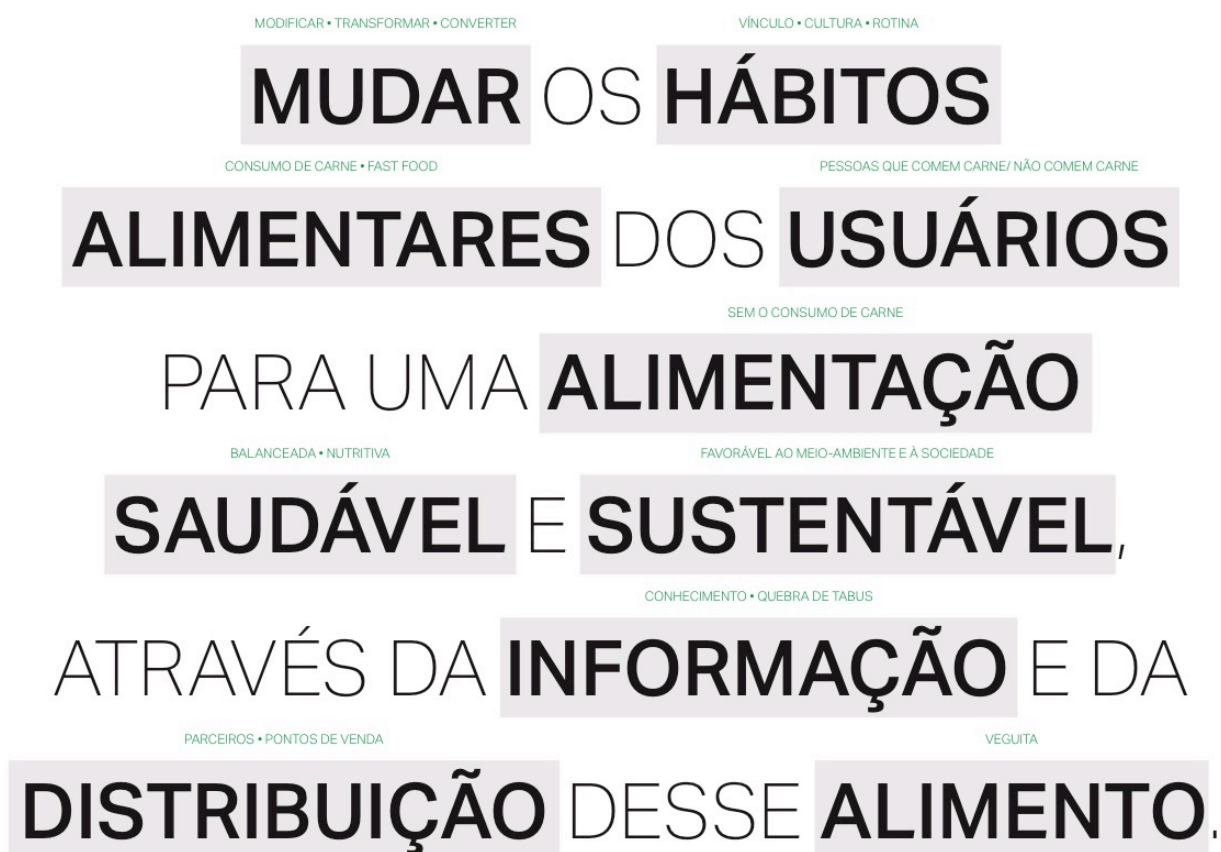 MODIFICAR • TRANSFORMAR • CONVERTER VÍNCULO • CULTURA • ROTINA
MUDAR OS HÁBITOS
CONSUMO DE CARNE • FAST FOOD PESSOAS QUE COMEM CARNE/ NÃO COMEM CARNE
ALIMENTARES DOS USUÁRIOS
SEM O CONSUMO DE CARNE
PARA UMA ALIMENTAÇÃO
BALANCEADA • NUTRITIVA FAVORÁVEL AO MEIO-AMBIENTE E À SOCIEDADE
SAUDÁVEL E SUSTENTÁVEL,
CONHECIMENTO • QUEBRA DE TABUS
ATRAVÉS DA INFORMAÇÃO E DA
PARCEIROS • PONTOS DE VENDA VEGUITA
DISTRIBUIÇÃO DESSE ALIMENTO.